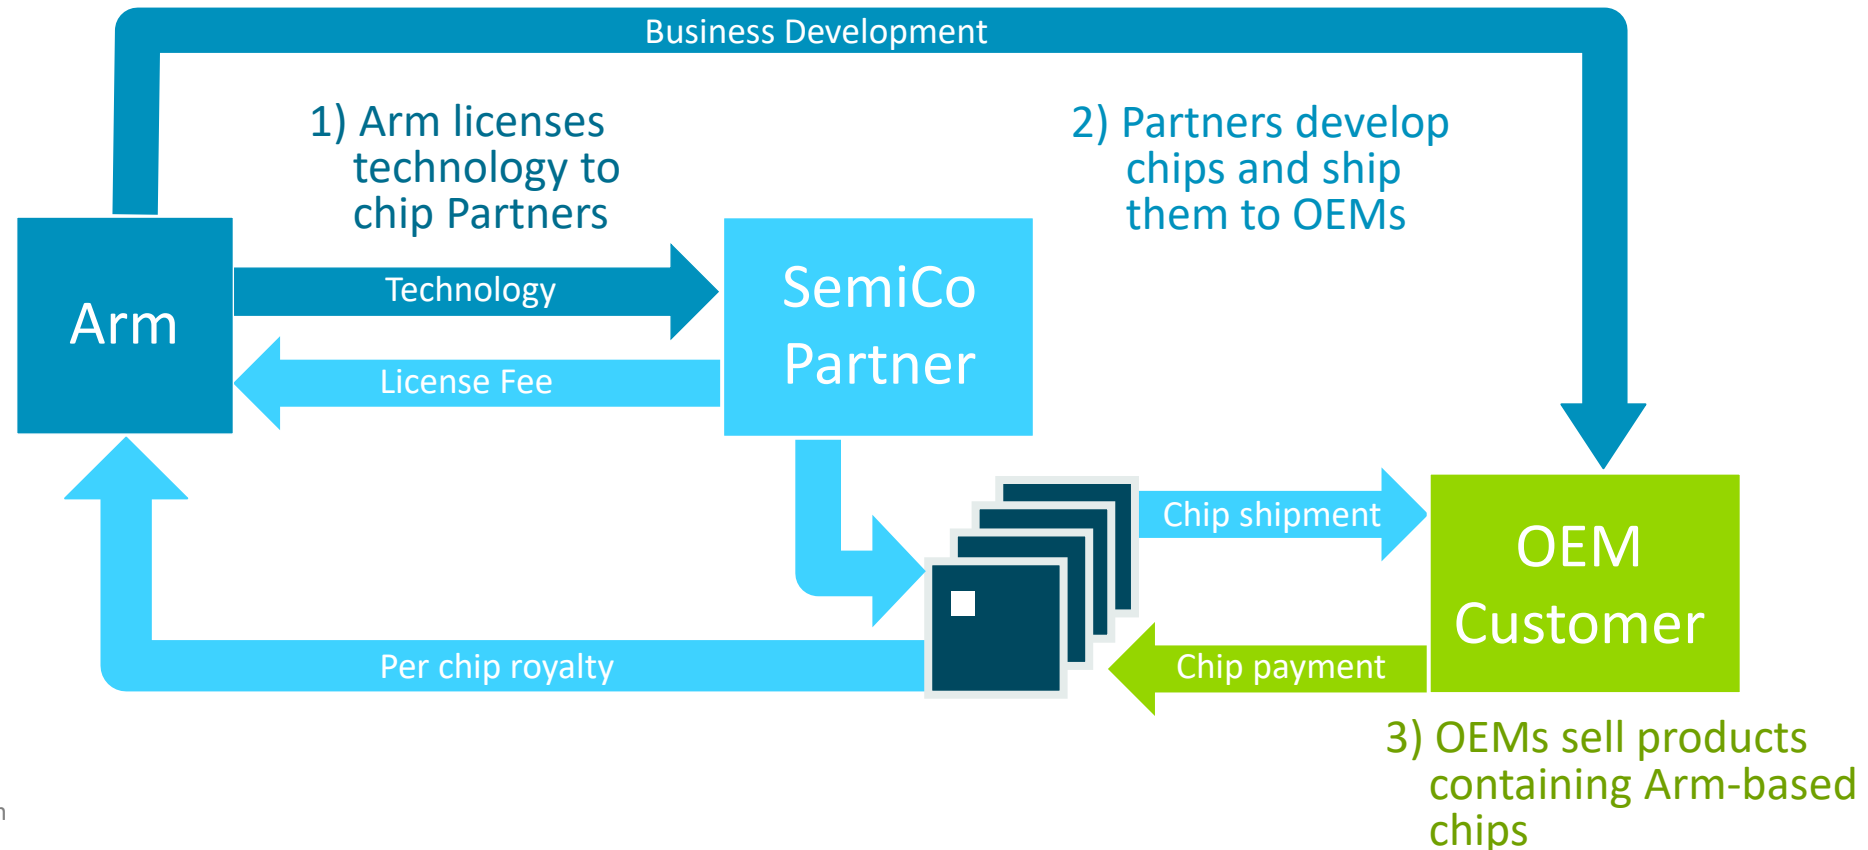 Business Development
1) Arm licenses
technology to
chip Partners
2) Partners develop
chips and ship
them to OEMs
Arm
Technology
License Fee
SemiCo
Partner
Chip shipment
OEM
Customer
Per chip royalty
Chip payment
3) OEMs sell products
containing Arm-based
chips